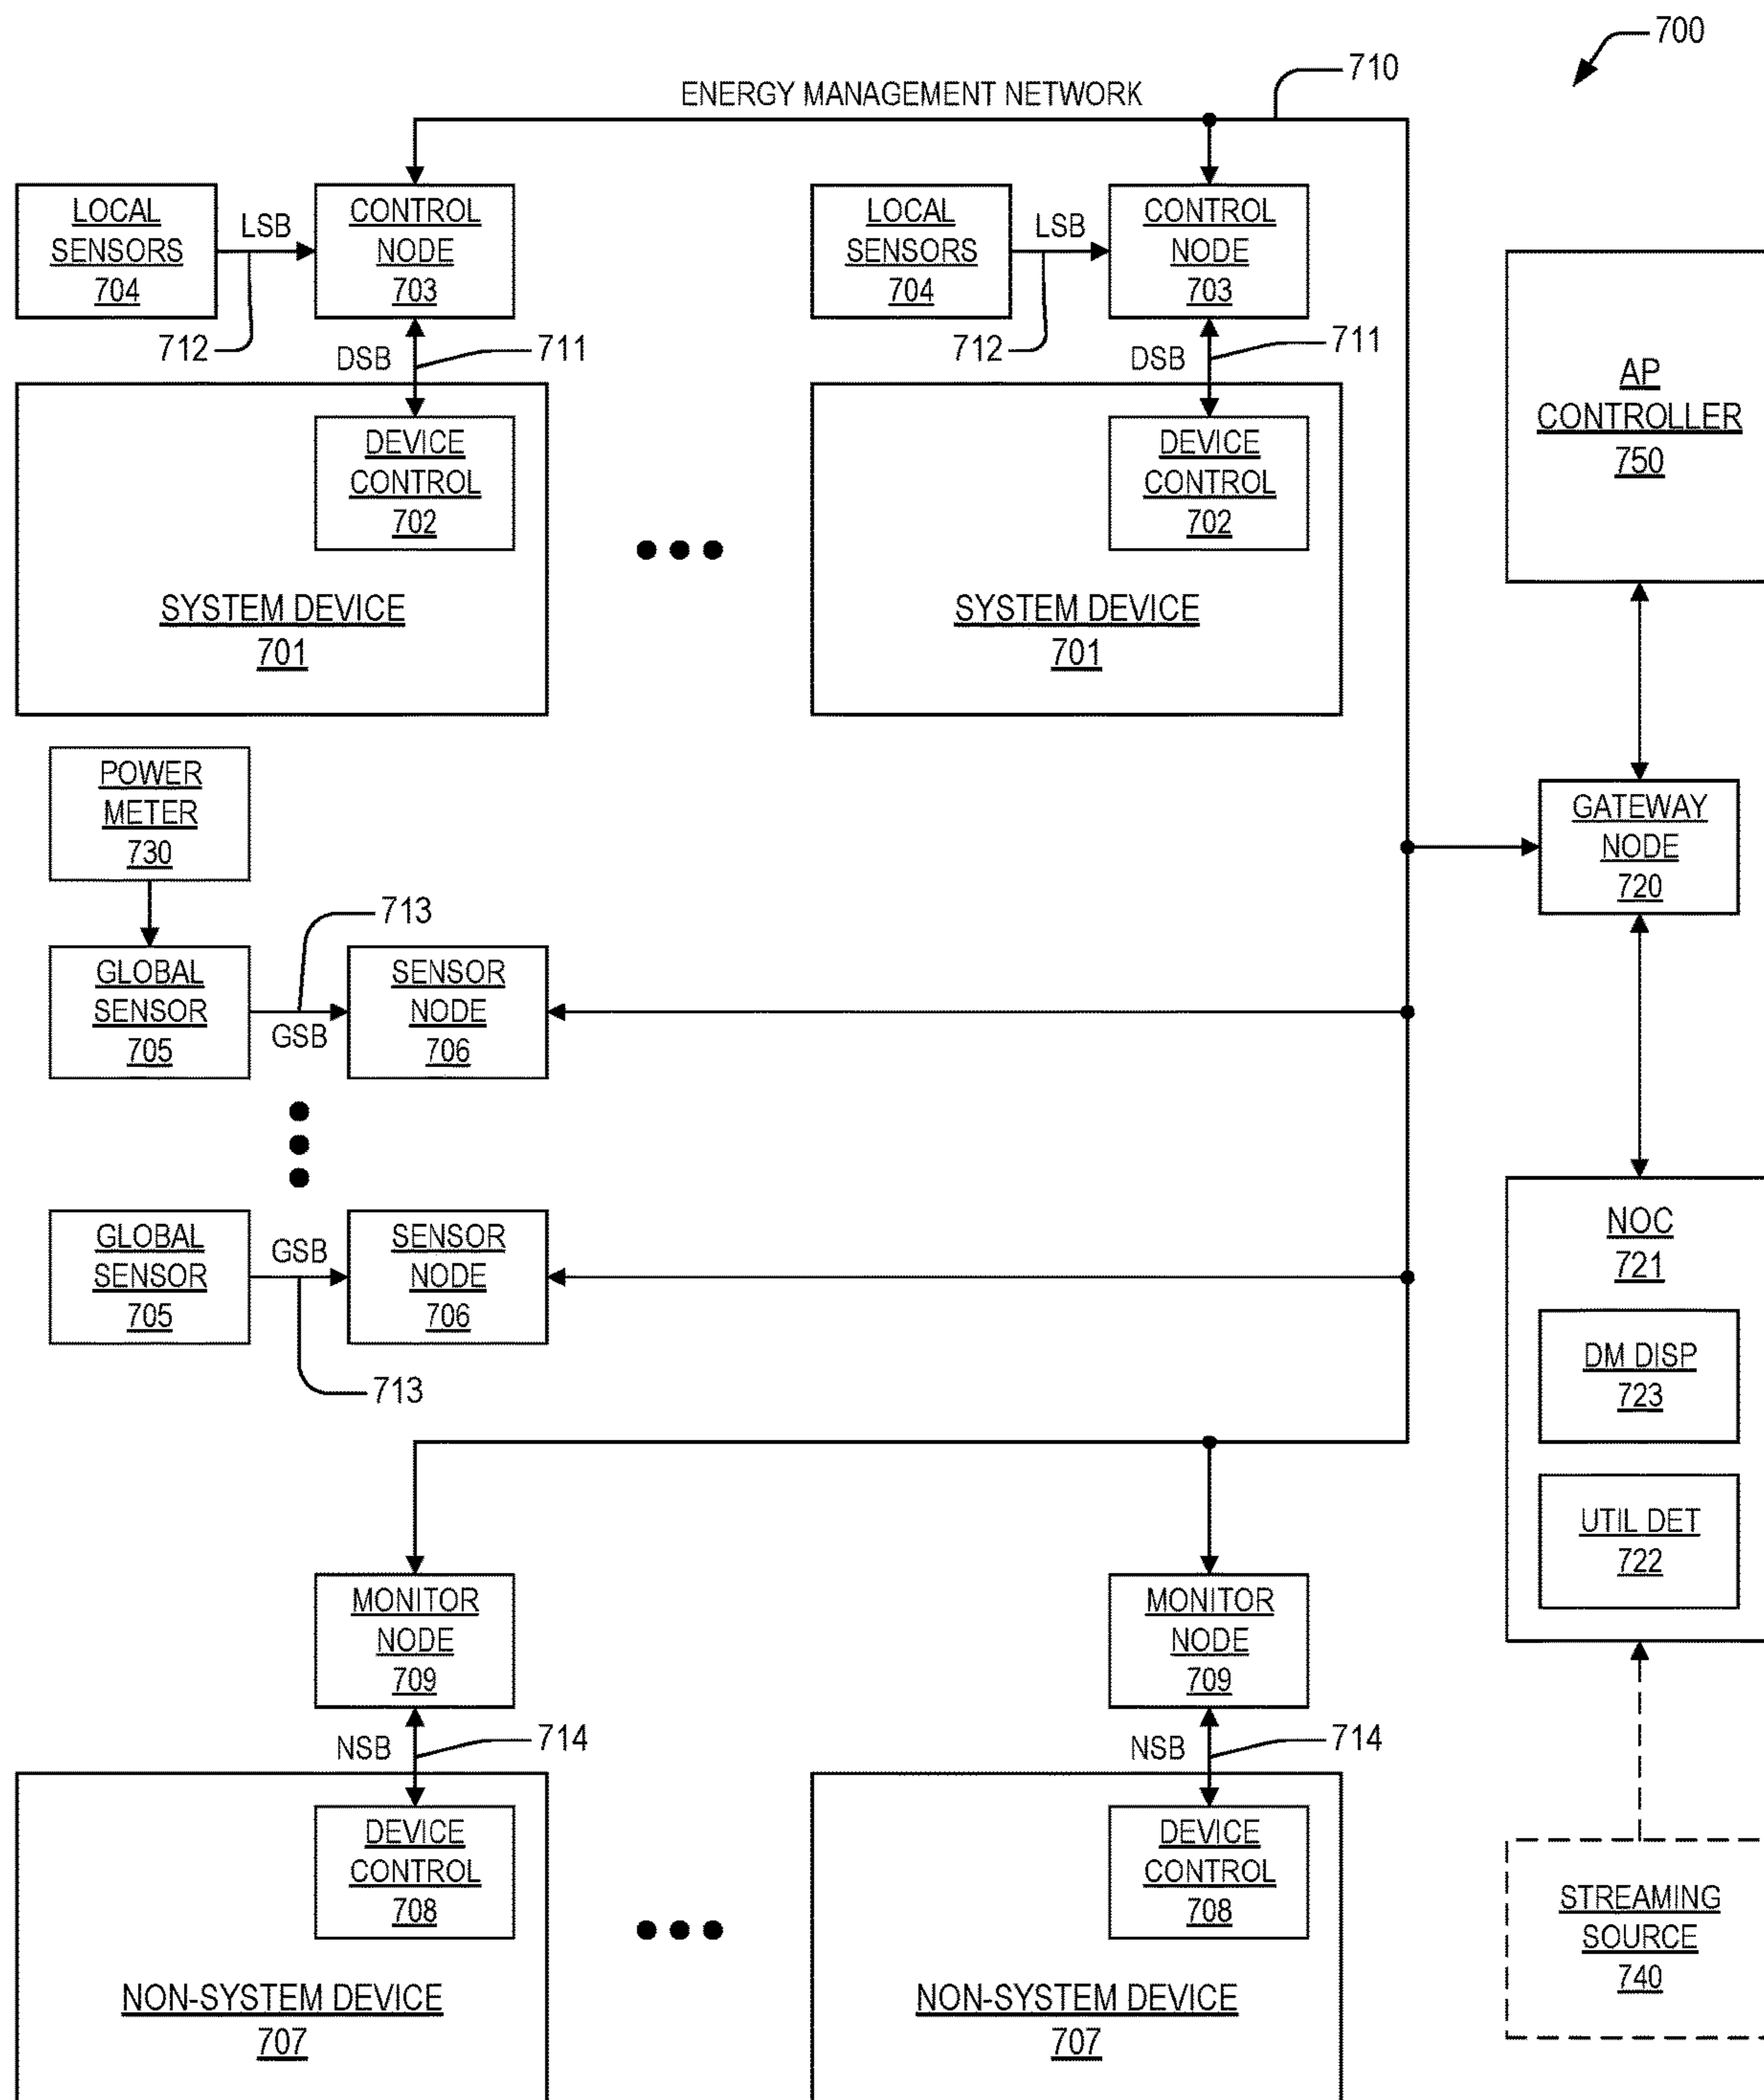 700
710
ENERGY MANAGEMENT NETWORK
LOCAL
SENSORS
704
LSB
712
CONTROL
NODE
703
DSB
711
DEVICE
CONTROL
702
SYSTEM DEVICE
701
LOCAL
SENSORS
704
LSB
712
CONTROL
NODE
703
DSB
711
DEVICE
CONTROL
702
SYSTEM DEVICE
701
AP
CONTROLLER
750
POWER
METER
730
GATEWAY
NODE
720
713
GLOBAL
SENSOR
705
GSB
SENSOR
NODE
706
GLOBAL
SENSOR
705
GSB
SENSOR
NODE
706
713
NOC
721
DM DISP
723
UTIL DET
722
MONITOR
NODE
709
NSB
714
DEVICE
CONTROL
708
NON-SYSTEM DEVICE
707
MONITOR
NODE
709
NSB
714
DEVICE
CONTROL
708
NON-SYSTEM DEVICE
707
STREAMING
SOURCE
740